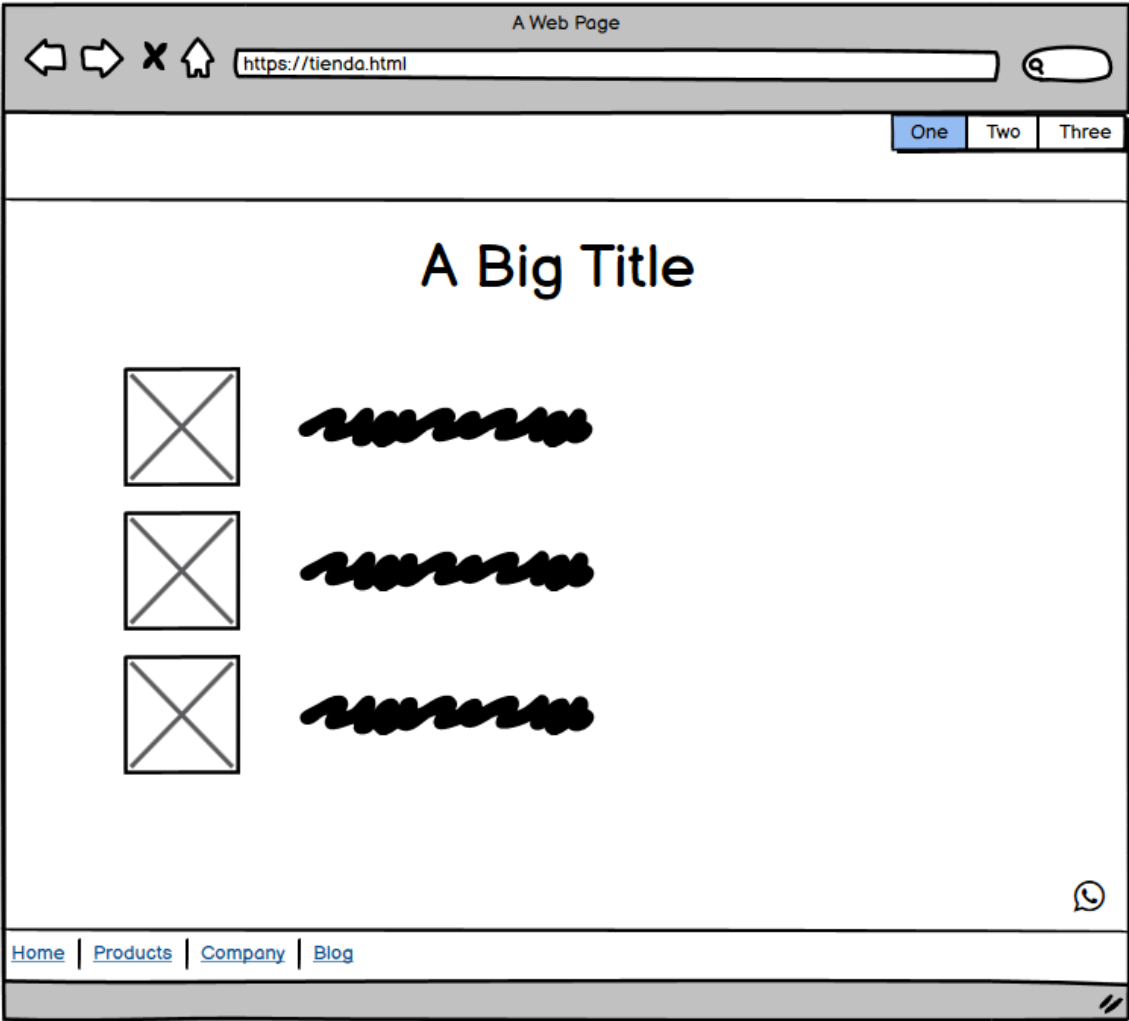 A Web Page
https://tienda.html
One Two Three
A Big Title
Home Products Company Blog